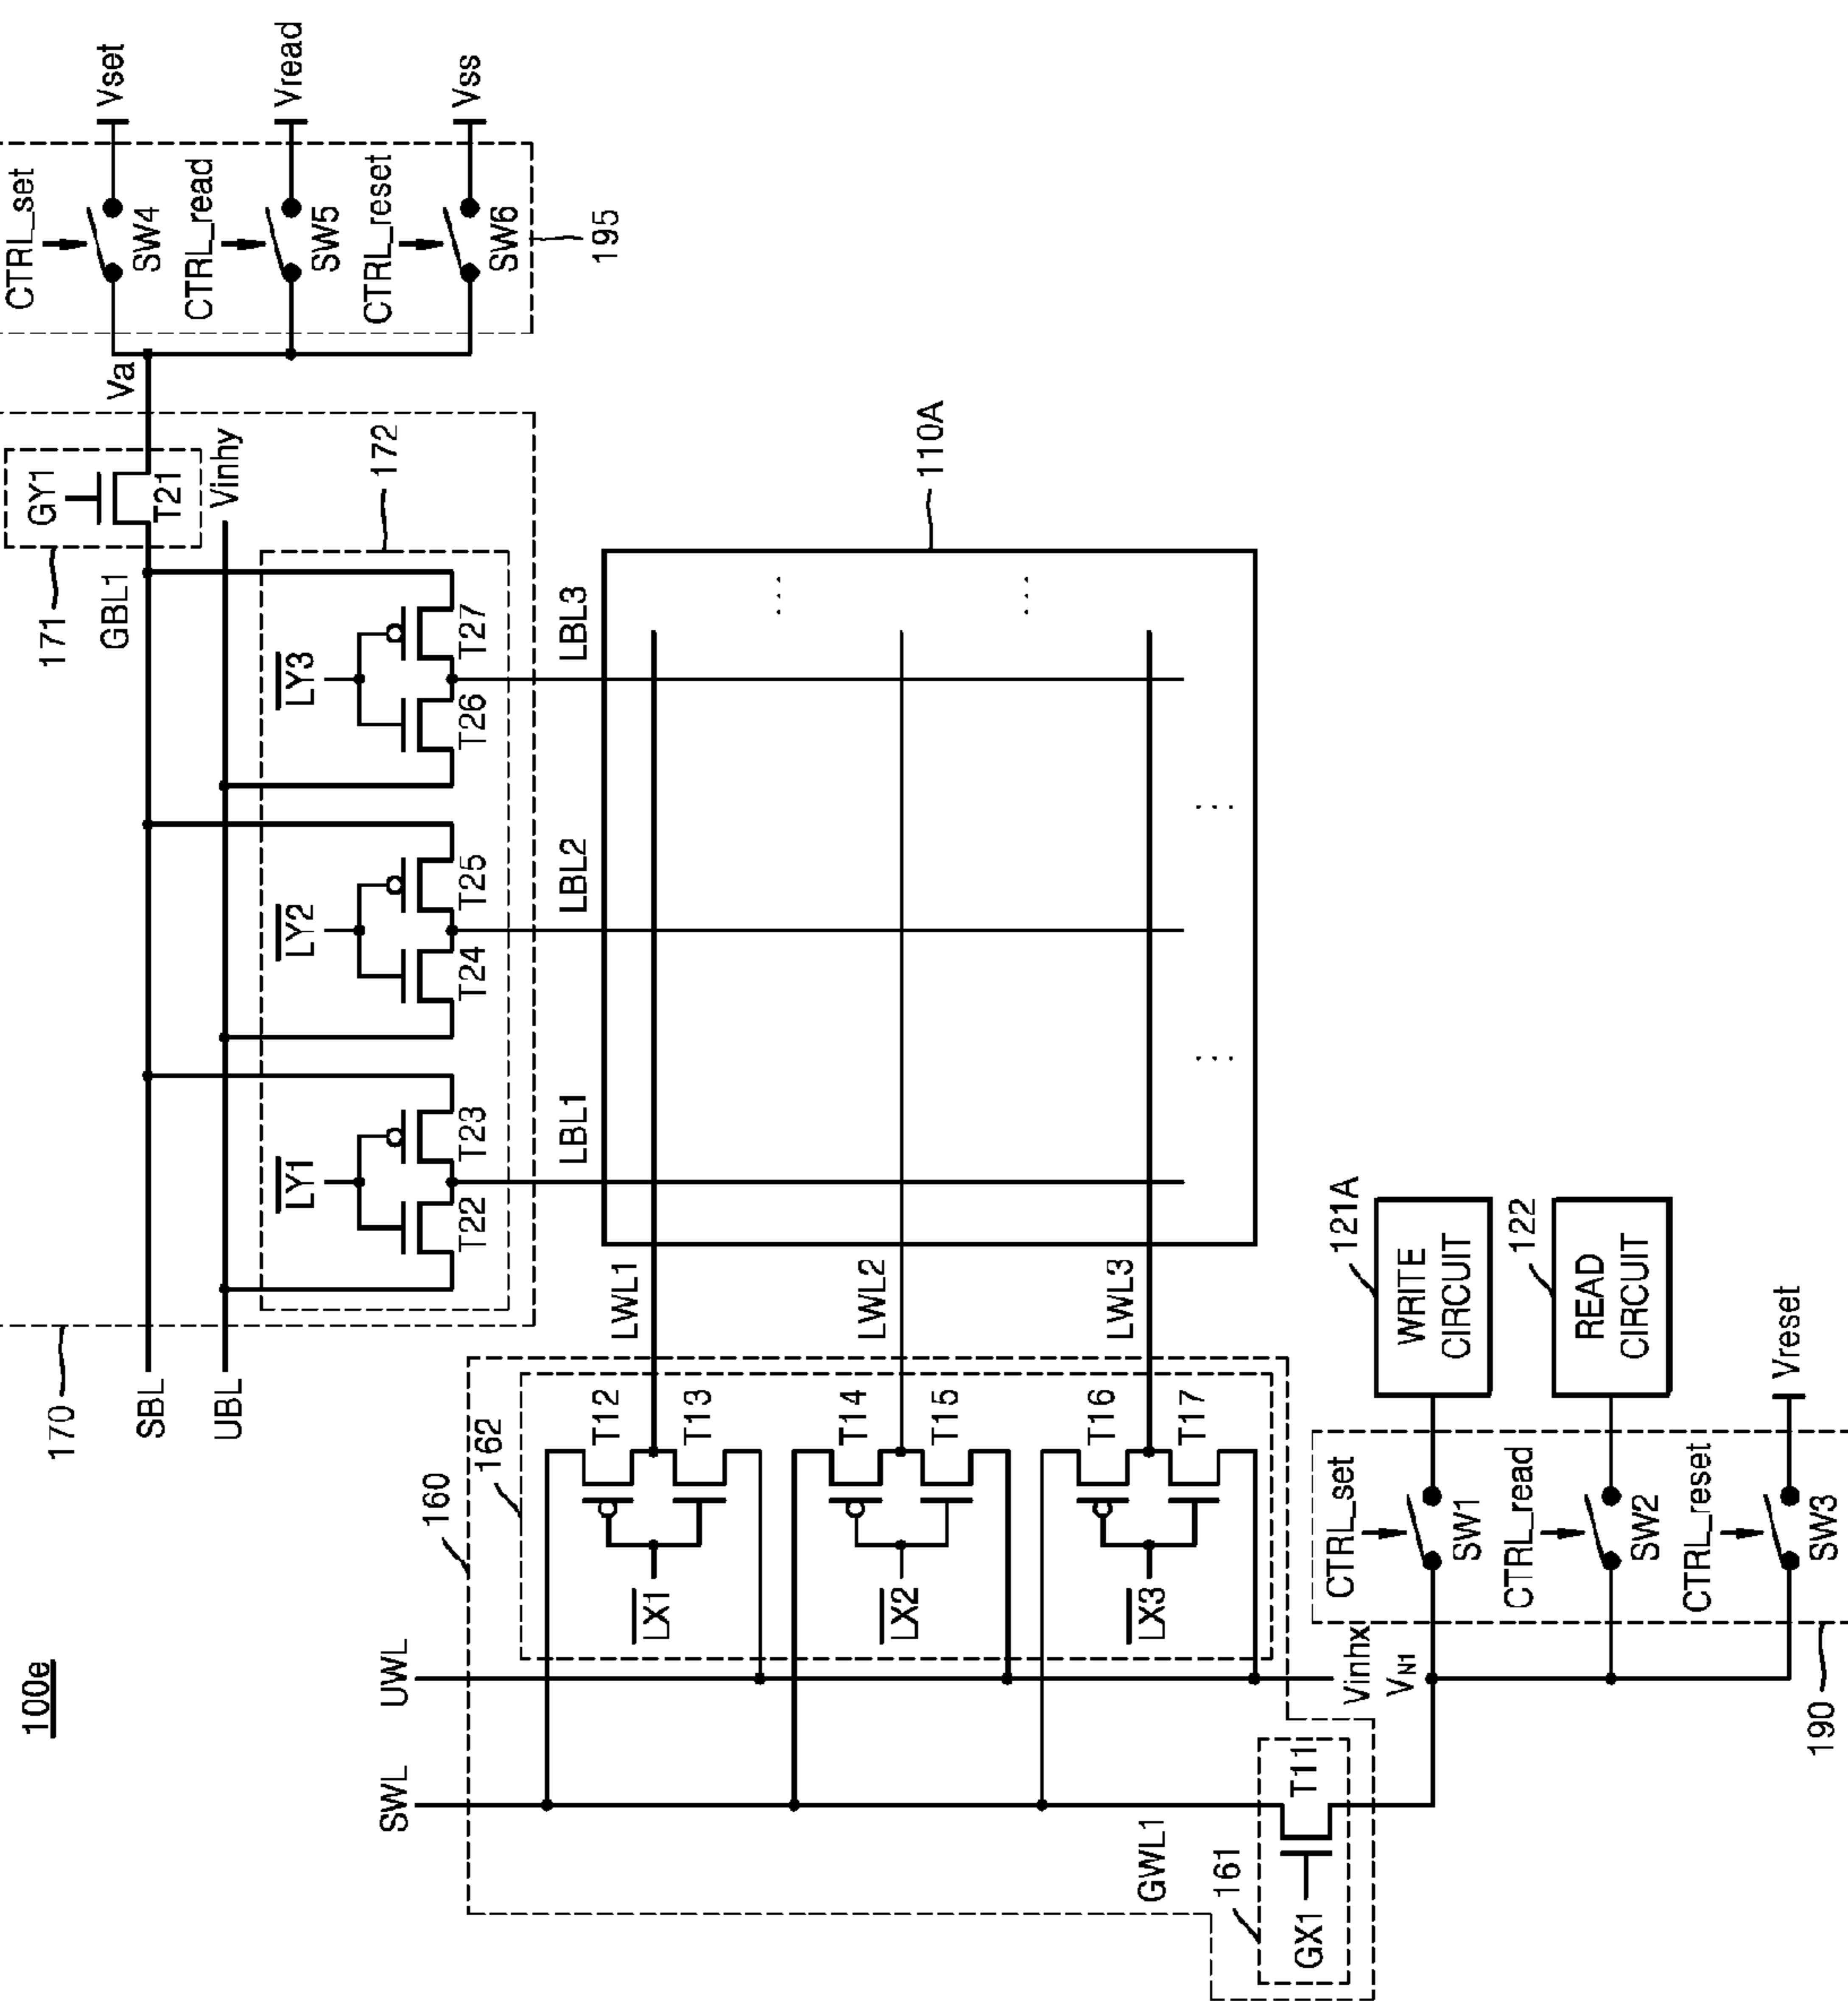 100e
170
SBL
UBL
171
GBL1
GY1
T21
Va
Vinhy
172
CTRL_set
SW4
Vset
CTRL_read
SW5
Vread
CTRL_reset
SW6
Vss
195
LY1
T22
T23
LBL1
LY2
T24
T25
LBL2
LY3
T26
T27
LBL3
110A
...
...
...
...
SWL
UWL
160
162
LX1
T12
T13
LWL1
LX2
T14
T15
LWL2
LX3
T16
T17
LWL3
GWL1
161
GX1
T11
Vinhx
VN1
190
CTRL_set
SW1
121A
WRITE
CIRCUIT
CTRL_read
SW2
122
READ
CIRCUIT
CTRL_reset
SW3
Vreset